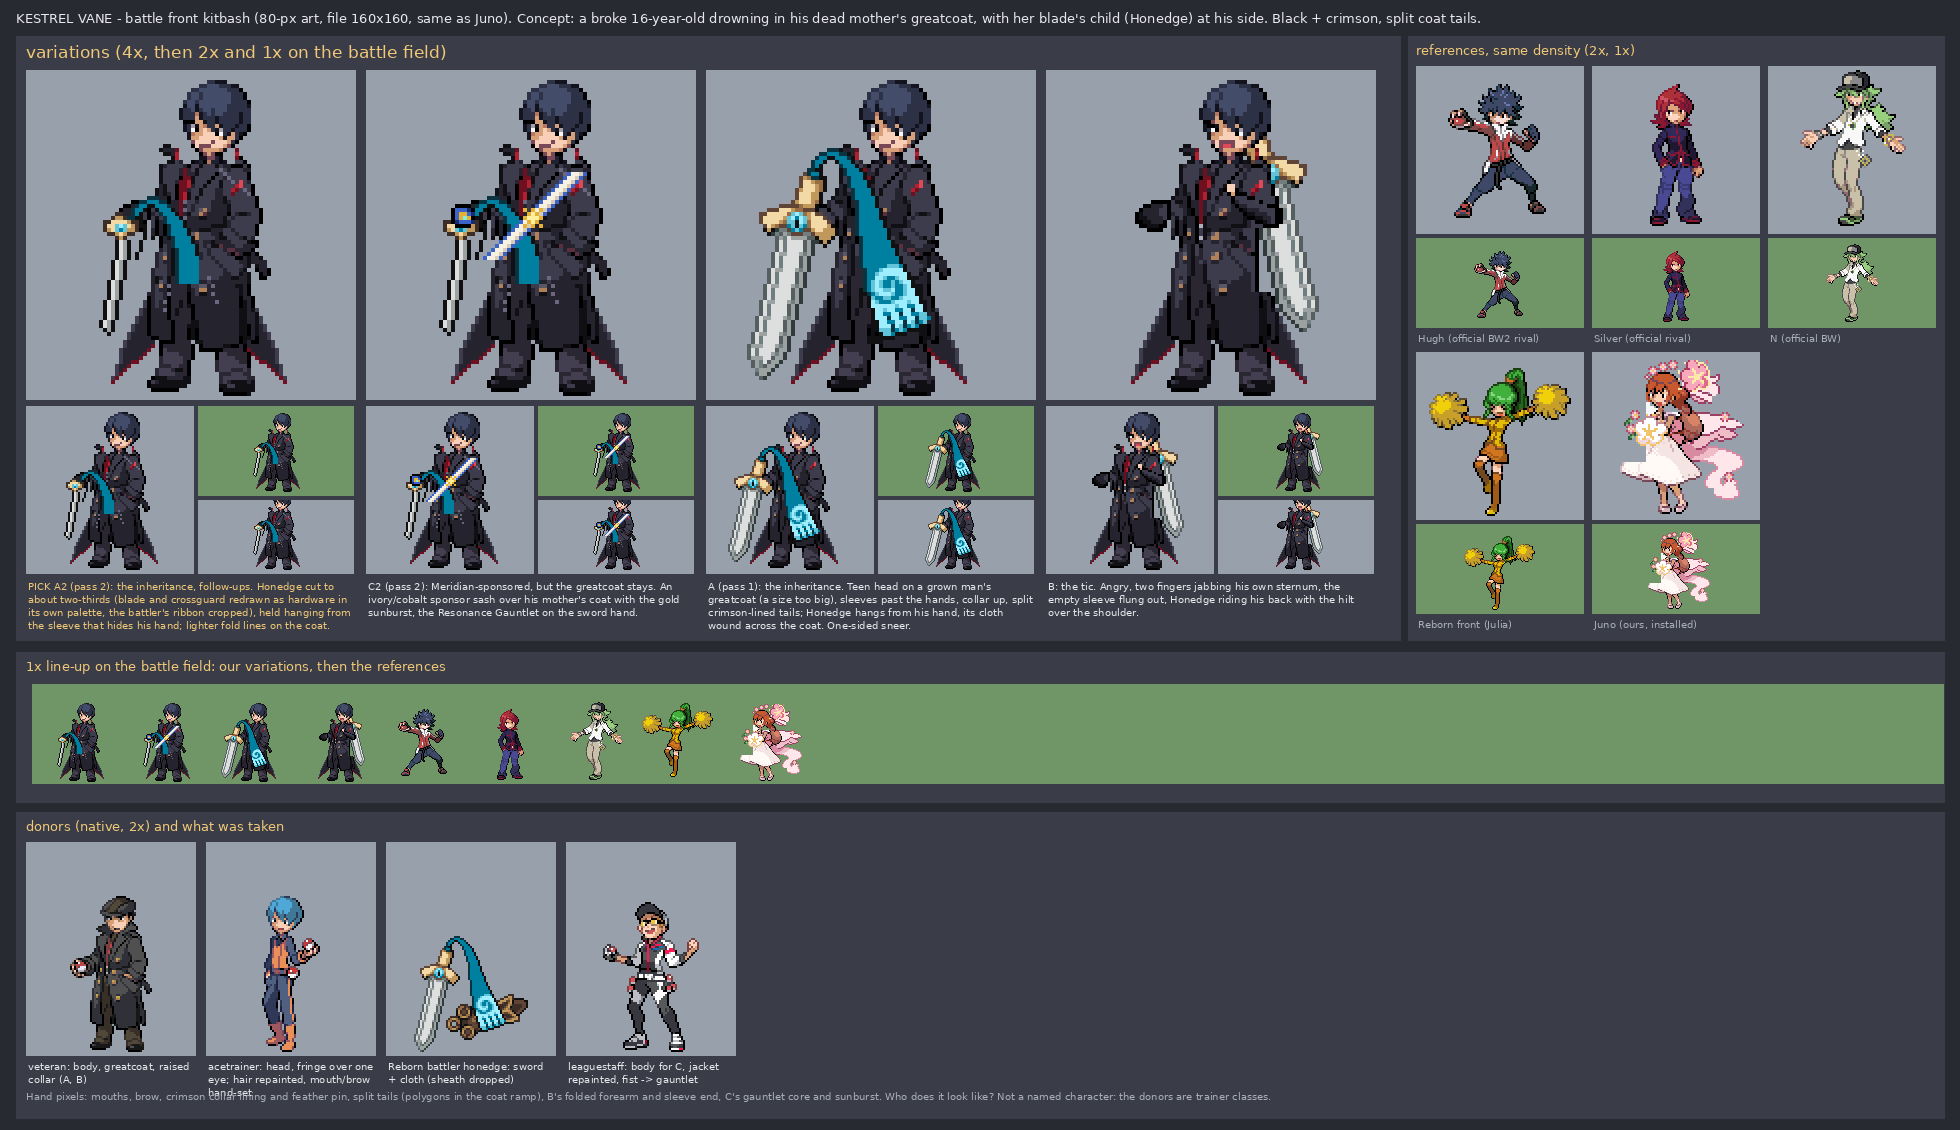 KESTREL VANE - battle front kitbash (80-px art, file 160x160, same as Juno). Concept: a broke 16-year-old drowning in his dead mother's greatcoat, with her blade's child (Honedge) at his side. Black + crimson, split coat tails.
variations (4x, then 2x and 1x on the battle field)
PICK A2 (pass 2): the inheritance, follow-ups. Honedge cut to
about two-thirds (blade and crossguard redrawn as hardware in
its own palette, the battler's ribbon cropped), held hanging from
the sleeve that hides his hand; lighter fold lines on the coat.
C2 (pass 2): Meridian-sponsored, but the greatcoat stays. An
ivory/cobalt sponsor sash over his mother's coat with the gold
sunburst, the Resonance Gauntlet on the sword hand.
A (pass 1): the inheritance. Teen head on a grown man's
greatcoat (a size too big), sleeves past the hands, collar up, split
crimson-lined tails; Honedge hangs from his hand, its cloth
wound across the coat. One-sided sneer.
B: the tic. Angry, two fingers jabbing his own sternum, the
empty sleeve flung out, Honedge riding his back with the hilt
over the shoulder.
references, same density (2x, 1x)
Hugh (official BW2 rival)
Silver (official rival)
N (official BW)
Reborn front (Julia)
Juno (ours, installed)
1x line-up on the battle field: our variations, then the references
donors (native, 2x) and what was taken
veteran: body, greatcoat, raised
collar (A, B)
acetrainer: head, fringe over one
eye; hair repainted, mouth/brow
hand-set
Reborn battler honedge: sword
+ cloth (sheath dropped)
leaguestaff: body for C, jacket
repainted, fist -> gauntlet
Hand pixels: mouths, brow, crimson collar lining and feather pin, split tails (polygons in the coat ramp), B's folded forearm and sleeve end, C's gauntlet core and sunburst. Who does it look like? Not a named character: the donors are trainer classes.